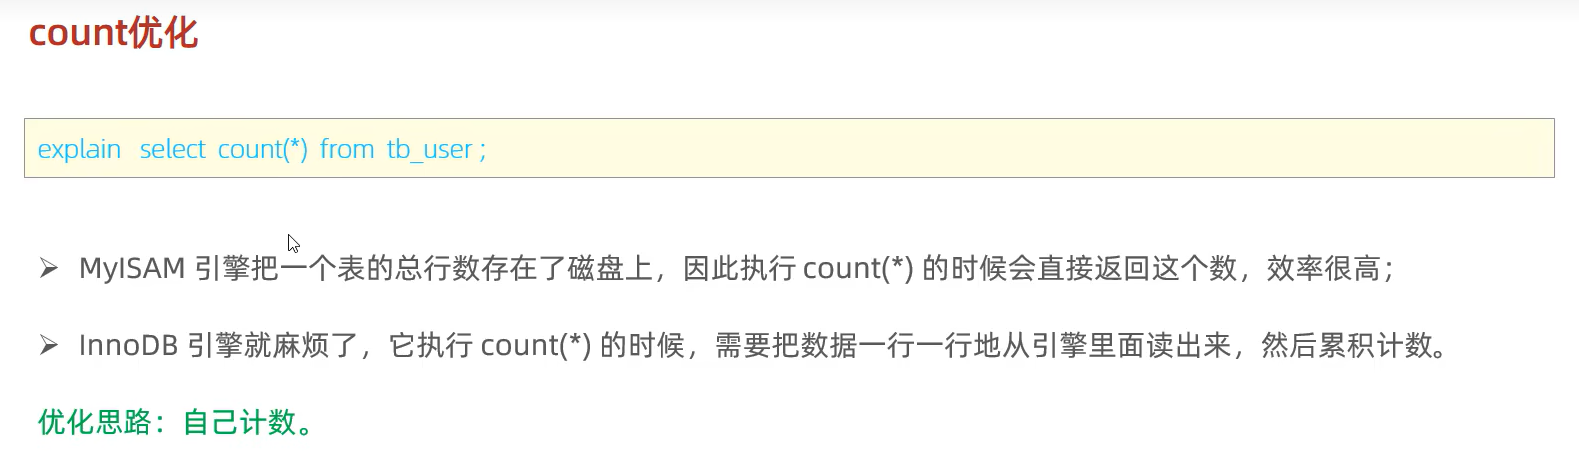 count优化
explain select count(*) from tb_user ;
➢ MyISAM 引擎把一个表的总行数存在了磁盘上，因此执行 count(*) 的时候会直接返回这个数，效率很高；
➢ InnoDB 引擎就麻烦了，它执行 count(*) 的时候，需要把数据一行一行地从引擎里面读出来，然后累积计数。
优化思路：自己计数。